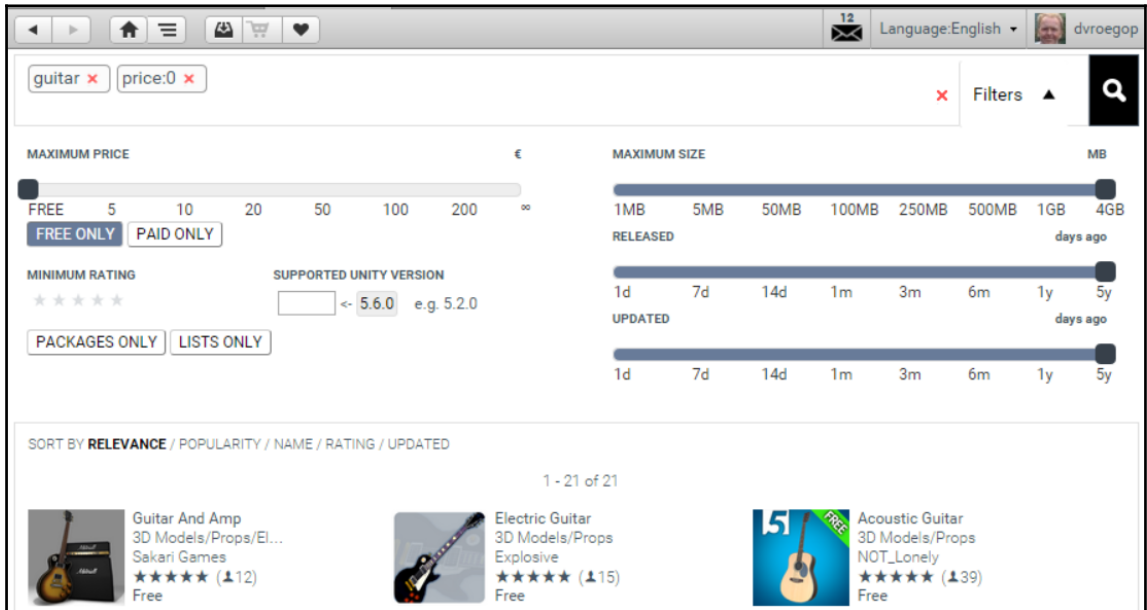 12
Language:English
dvroegop
guitar × price:0 ×
× Filters
MAXIMUM PRICE €
FREE 5 10 20 50 100 200 ∞
FREE ONLY PAID ONLY
MINIMUM RATING SUPPORTED UNITY VERSION
<- 5.6.0 e.g. 5.2.0
PACKAGES ONLY LISTS ONLY
MAXIMUM SIZE MB
1MB 5MB 50MB 100MB 250MB 500MB 1GB 4GB
RELEASED days ago
1d 7d 14d 1m 3m 6m 1y 5y
UPDATED days ago
1d 7d 14d 1m 3m 6m 1y 5y
SORT BY RELEVANCE / POPULARITY / NAME / RATING / UPDATED
1 - 21 of 21
Guitar And Amp
3D Models/Props/El...
Sakari Games
★★★★★ (12)
Free
Electric Guitar
3D Models/Props
Explosive
★★★★★ (15)
Free
5
FREE
Acoustic Guitar
3D Models/Props
NOT_Lonely
★★★★★ (39)
Free